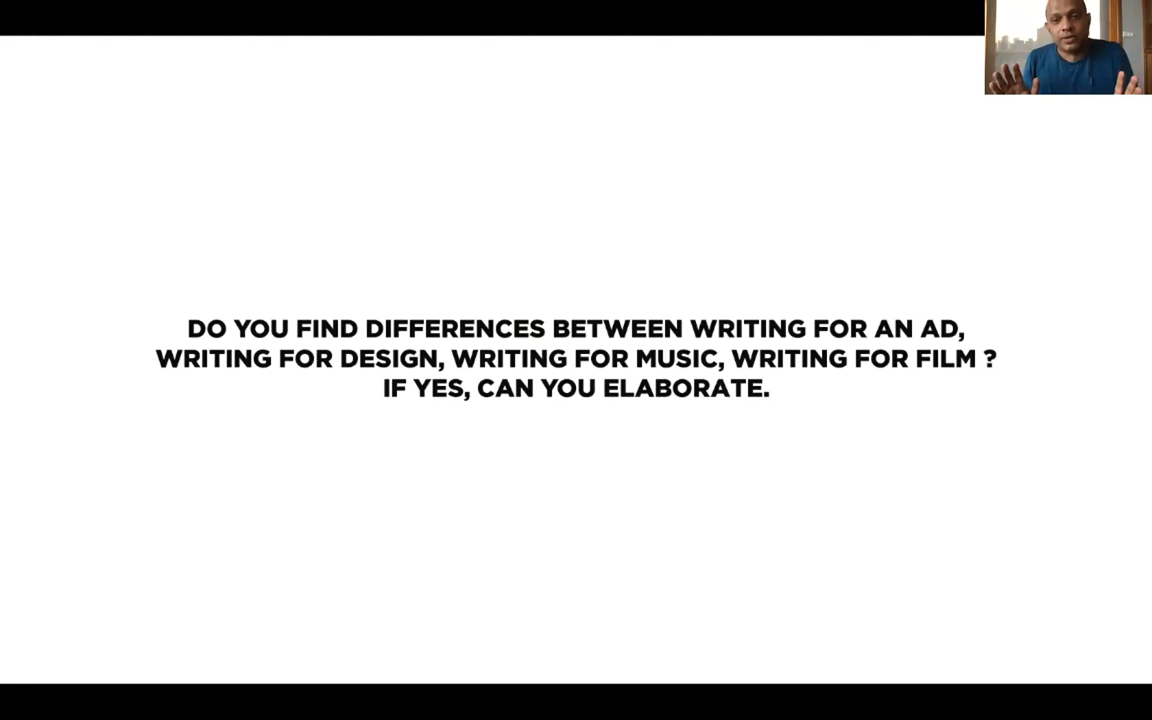 DO YOU FIND DIFFERENCES BETWEEN WRITING FOR AN AD,
WRITING FOR DESIGN, WRITING FOR MUSIC, WRITING FOR FILM ?
IF YES, CAN YOU ELABORATE.